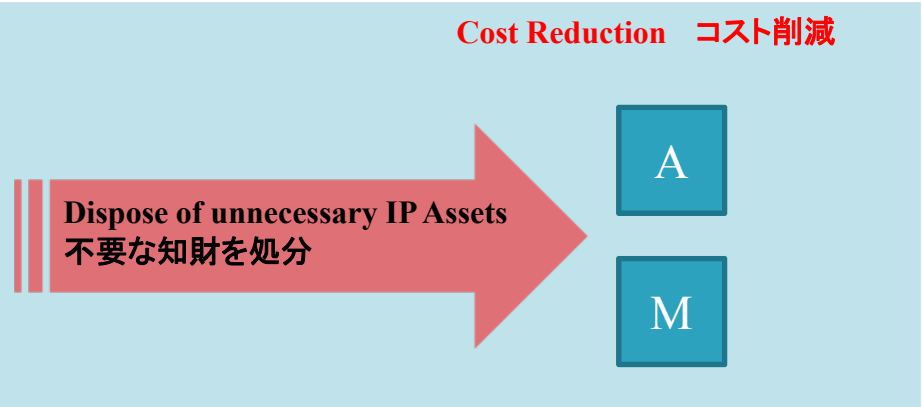 Cost Reduction　コスト削減
A
Dispose of unnecessary IP Assets
不要な知財を処分
M